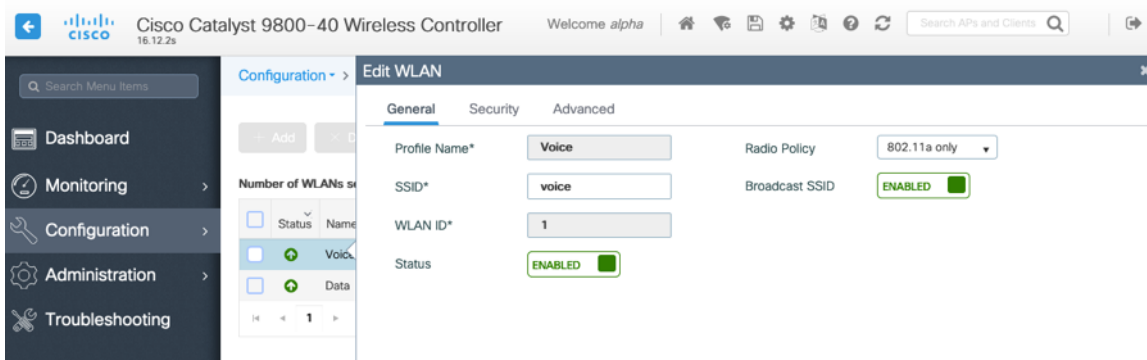 cisco
Cisco Catalyst 9800-40 Wireless Controller
16.12.2s
Welcome alpha
Search APs and Clients
Search Menu Items
Dashboard
Monitoring
Configuration
Administration
Troubleshooting
Configuration >
+ Add
× D
Number of WLANs se
Status Name
Voice
Data
1
Edit WLAN
General Security Advanced
Profile Name* Voice Radio Policy 802.11a only
SSID* voice Broadcast SSID ENABLED
WLAN ID* 1
Status ENABLED